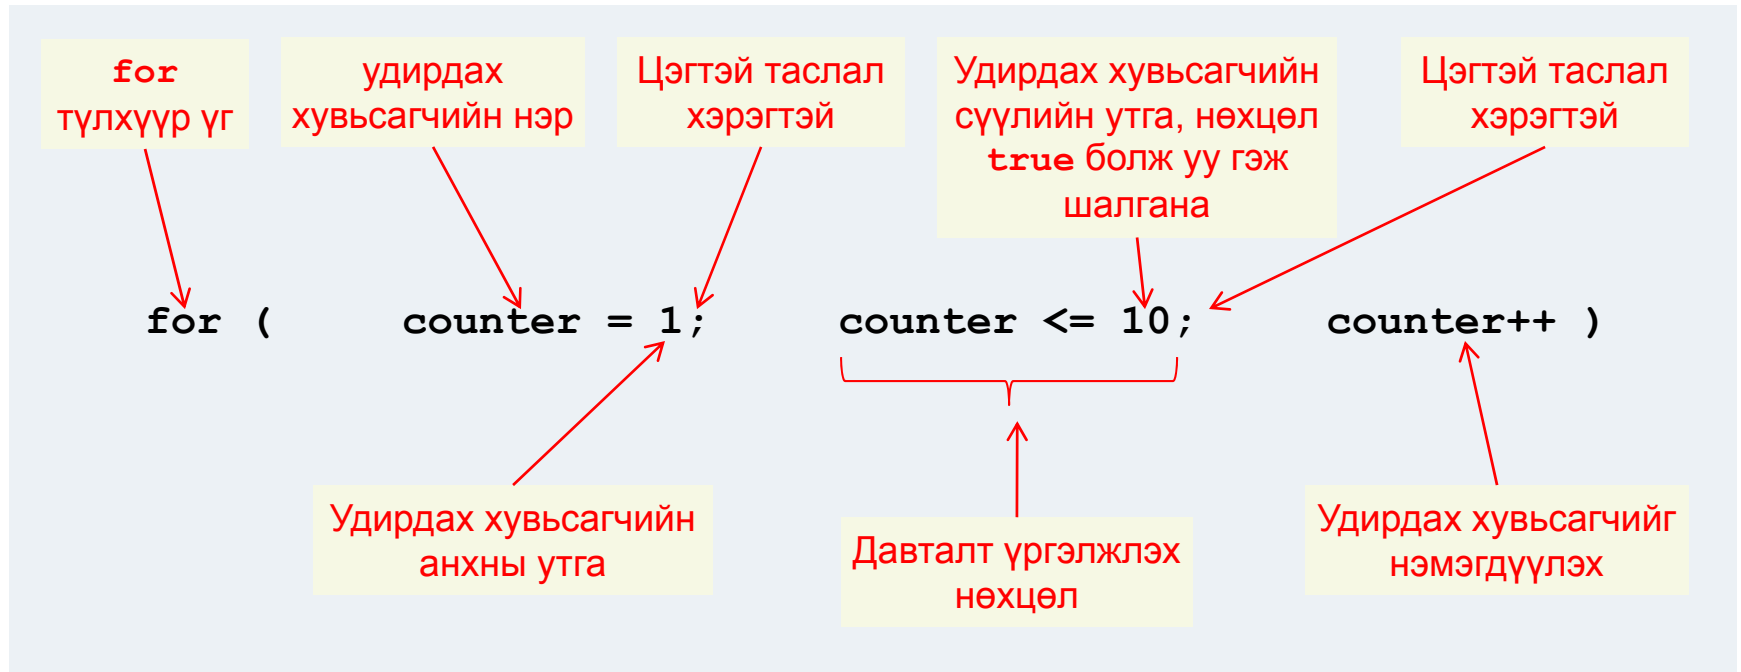 for
түлхүүр үг
удирдах
хувьсагчийн нэр
Цэгтэй таслал
хэрэгтэй
Удирдах хувьсагчийн
сүүлийн утга, нөхцөл
true болж уу гэж
шалгана
Цэгтэй таслал
хэрэгтэй
for ( counter = 1; counter <= 10; counter++ )
Удирдах хувьсагчийн
анхны утга
Давталт үргэлжлэх
нөхцөл
Удирдах хувьсагчийг
нэмэгдүүлэх